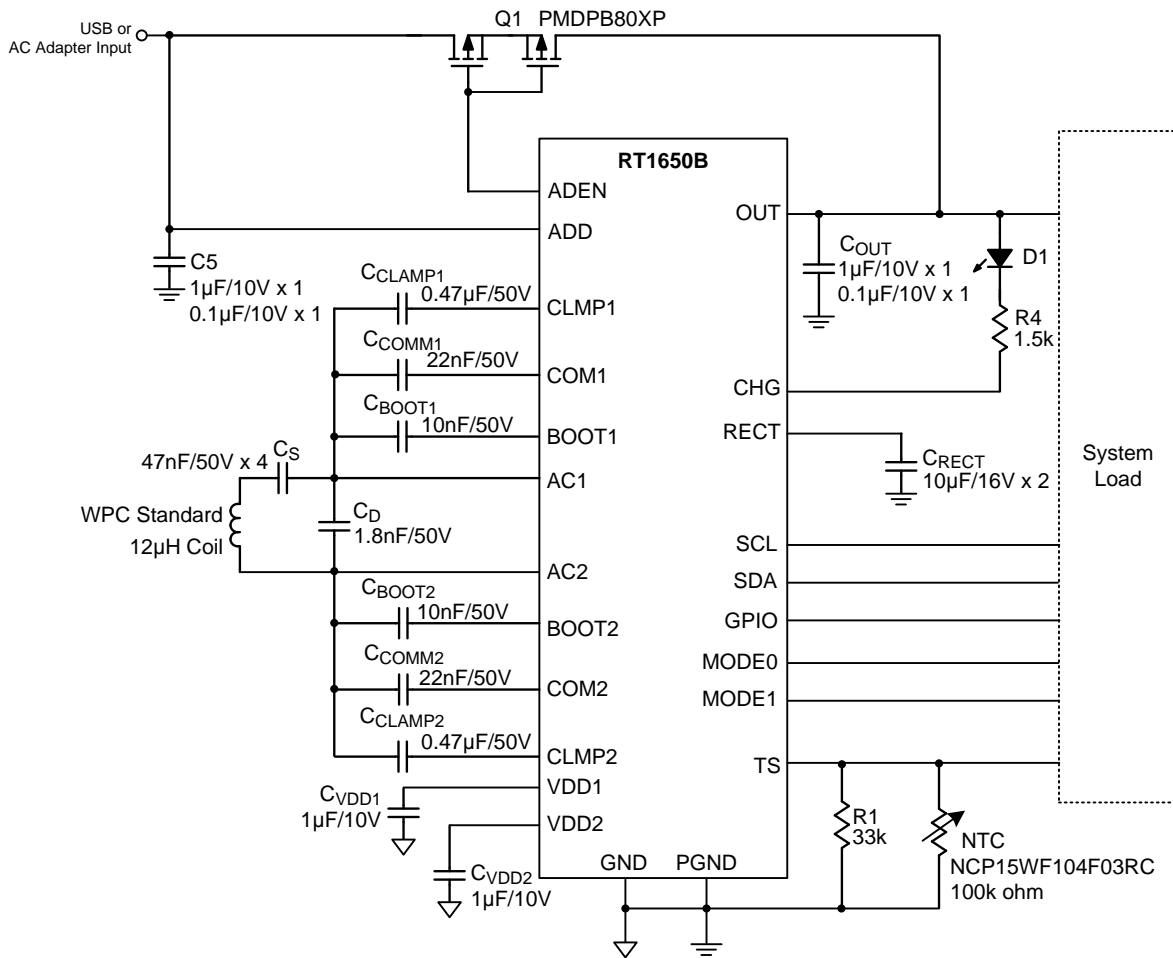 USB or
AC Adapter Input
Q1 PMDPB80XP
RT1650B
ADEN
ADD
OUT
C5
1µF/10V x 1
0.1µF/10V x 1
COUT
1µF/10V x 1
0.1µF/10V x 1
D1
R4
1.5k
CCLAMP1
0.47µF/50V
CLMP1
CCOMM1
22nF/50V
COM1
CHG
CBOOT1
10nF/50V
BOOT1
RECT
CRECT
10µF/16V x 2
System
Load
47nF/50V x 4
CS
AC1
WPC Standard
12µH Coil
CD
1.8nF/50V
SCL
AC2
SDA
CBOOT2
10nF/50V
BOOT2
GPIO
CCOMM2
22nF/50V
COM2
MODE0
MODE1
CCLAMP2
0.47µF/50V
CLMP2
TS
CVDD1
1µF/10V
VDD1
VDD2
R1
33k
NTC
NCP15WF104F03RC
100k ohm
CVDD2
1µF/10V
GND
PGND